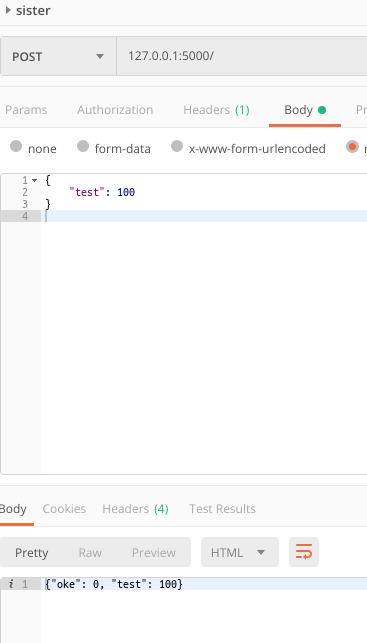 sister
POST 127.0.0.1:5000/
Params Authorization Headers (1) Body
none form-data x-www-form-urlencoded
1 {
2 "test": 100
3 }
4
Body Cookies Headers (4) Test Results
Pretty Raw Preview HTML
i 1 {"oke": 0, "test": 100}